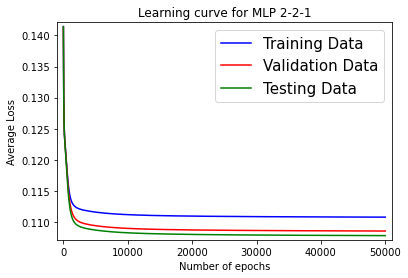 Learning curve for MLP 2-2-1
Training Data
Validation Data
Testing Data
Average Loss
0.140
0.135
0.130
0.125
0.120
0.115
0.110
0 10000 20000 30000 40000 50000
Number of epochs